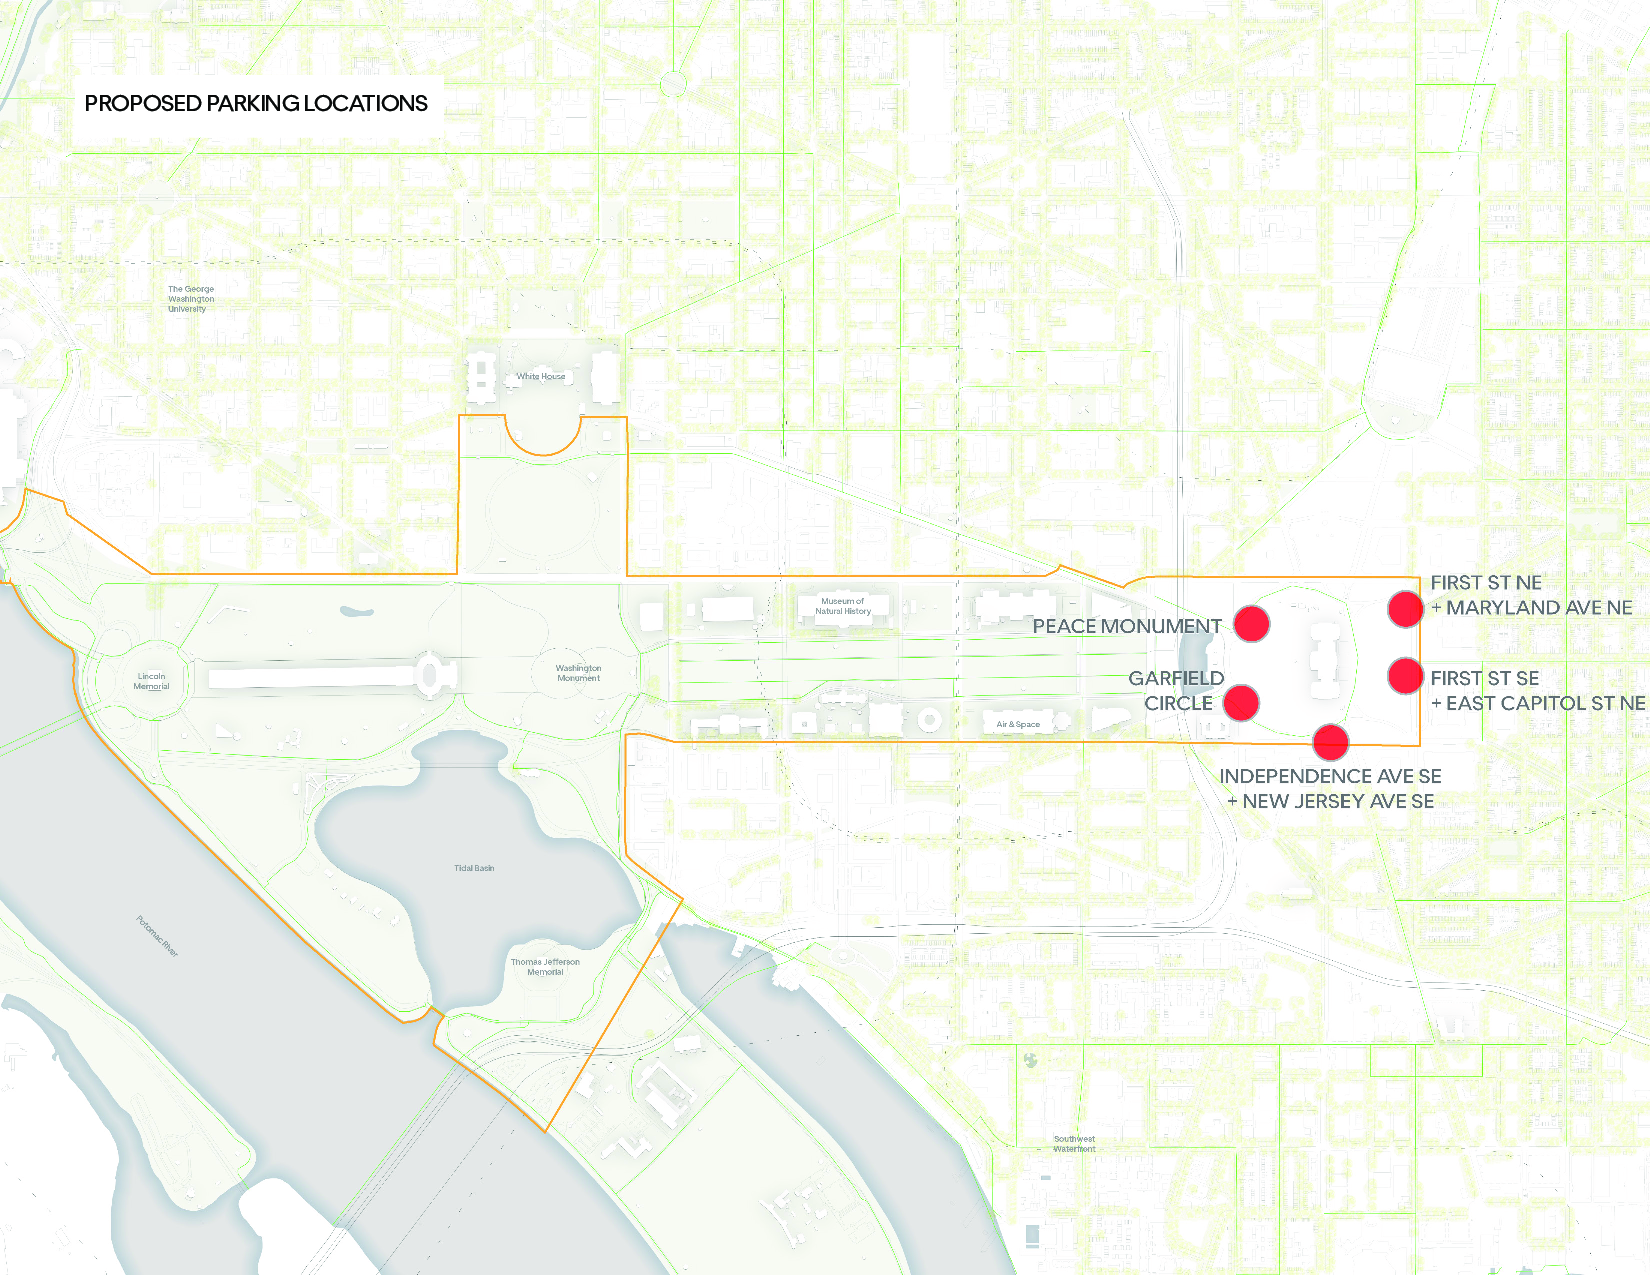 PROPOSED PARKING LOCATIONS
The George
Washington
University
White House
Museum of
Natural History
FIRST ST NE
+ MARYLAND AVE NE
PEACE MONUMENT
Lincoln
Memorial
Washington
Monument
GARFIELD
CIRCLE
FIRST ST SE
+ EAST CAPITOL ST NE
Air & Space
INDEPENDENCE AVE SE
+ NEW JERSEY AVE SE
Tidal Basin
Potomac River
Thomas Jefferson
Memorial
Southwest
Waterfront